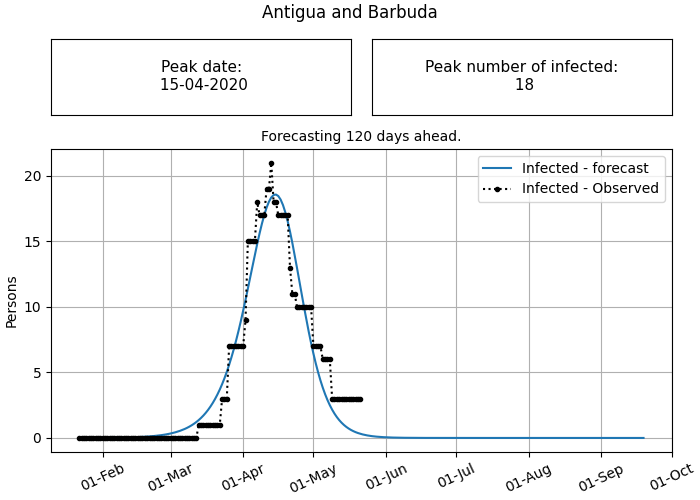 Antigua and Barbuda
Peak date:
15-04-2020
Peak number of infected:
18
Forecasting 120 days ahead.
Infected - forecast
Infected - Observed
Persons
20
15
10
5
0
01-Feb
01-Mar
01-Apr
01-May
01-Jun
01-Jul
01-Aug
01-Sep
01-Oct